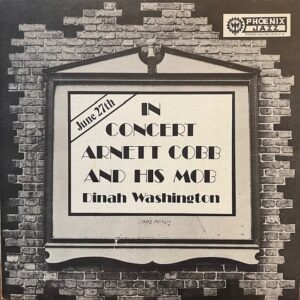 PHOENIX
JAZZ
June 27th
IN
CONCERT
ARNETT COBB
AND HIS MOB
Dinah Washington